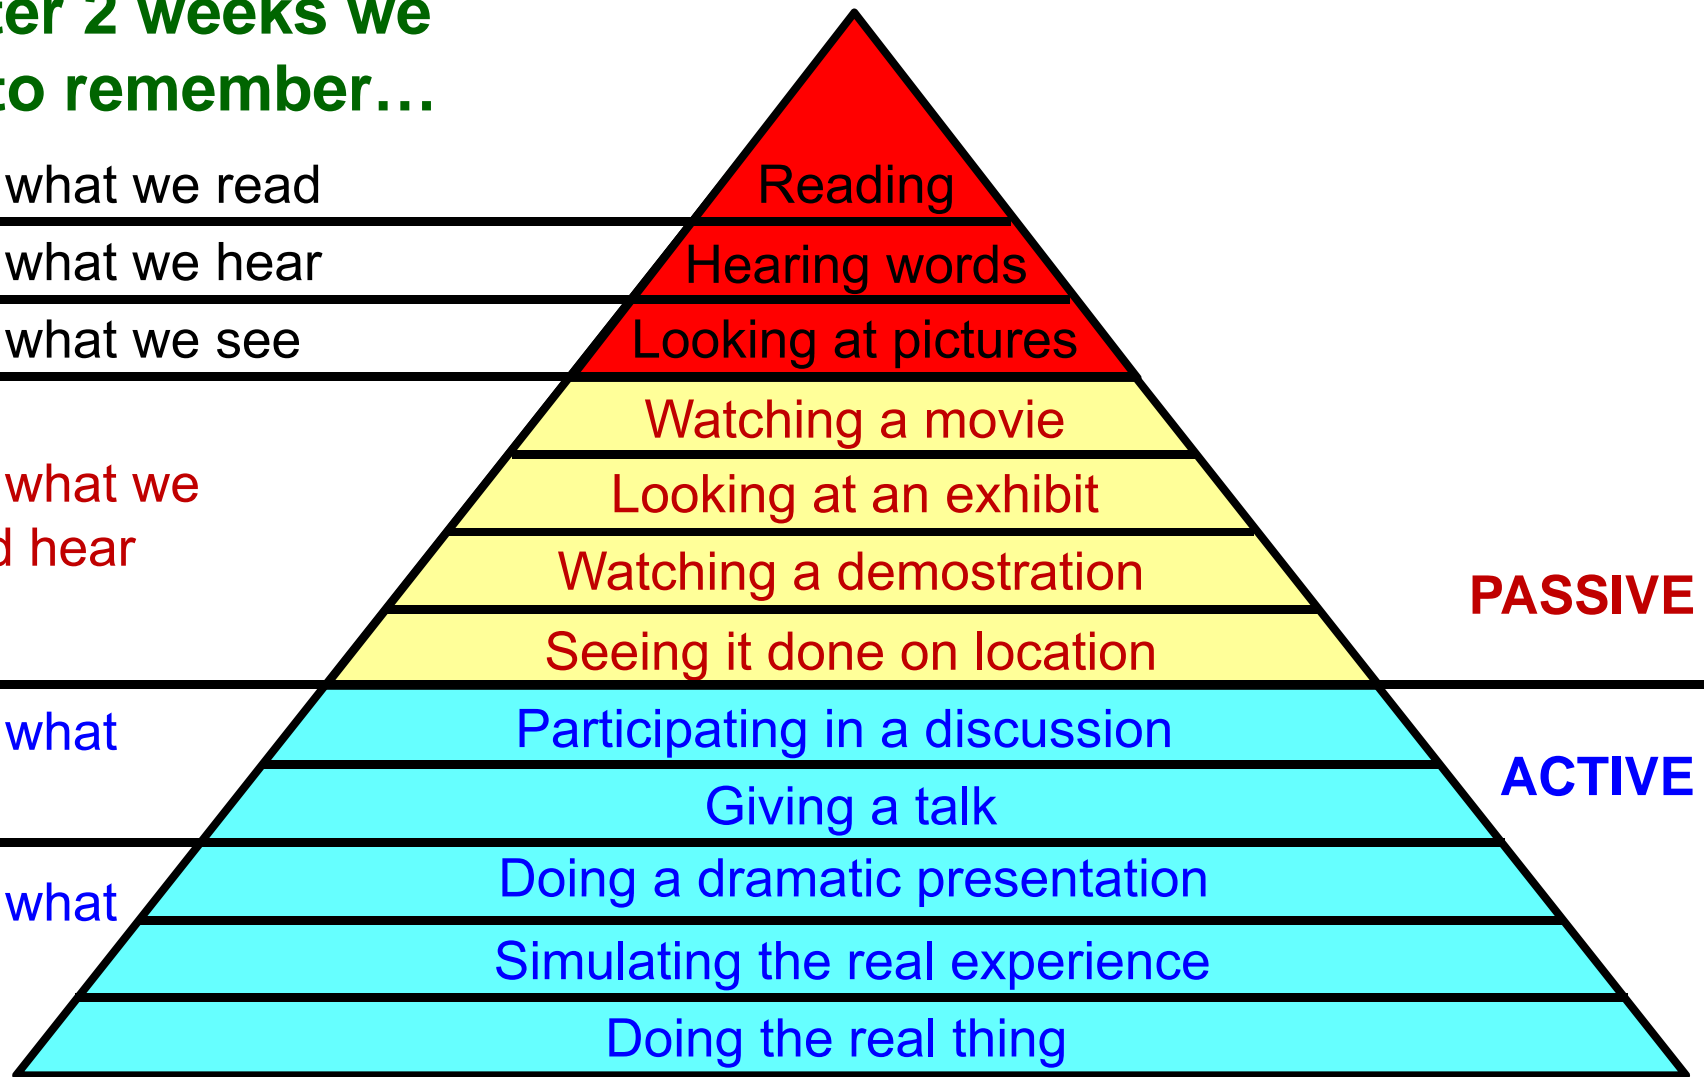 ter 2 weeks we
to remember…
what we read
Reading
what we hear
Hearing words
what we see
Looking at pictures
Watching a movie
what we
Looking at an exhibit
d hear
Watching a demostration
PASSIVE
Seeing it done on location
what
Participating in a discussion
ACTIVE
Giving a talk
what
Doing a dramatic presentation
Simulating the real experience
Doing the real thing